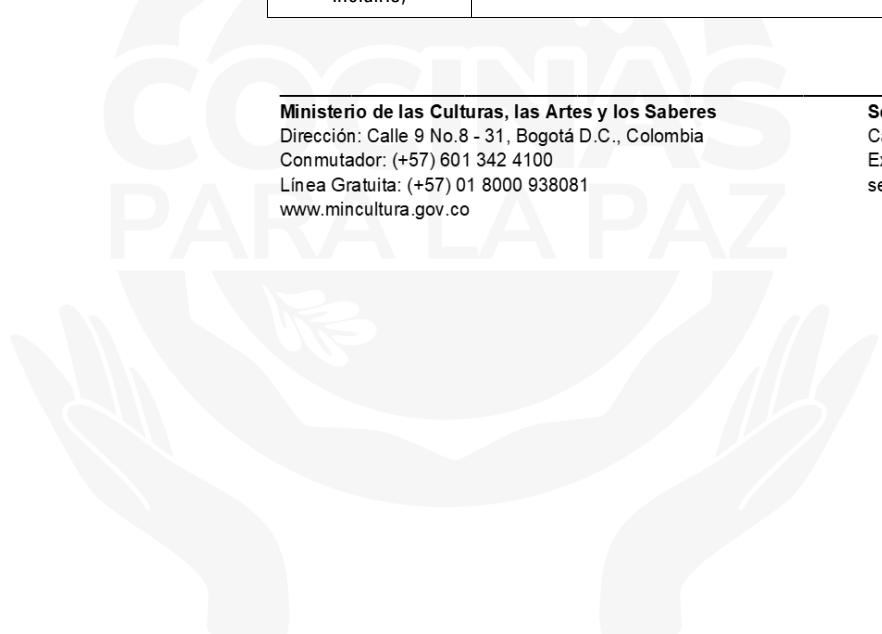 COCINAS
PARA LA PAZ
Ministerio de las Culturas, las Artes y los Saberes
Dirección: Calle 9 No.8 - 31, Bogotá D.C., Colombia
Conmutador: (+57) 601 342 4100
Línea Gratuita: (+57) 01 8000 938081
www.mincultura.gov.co